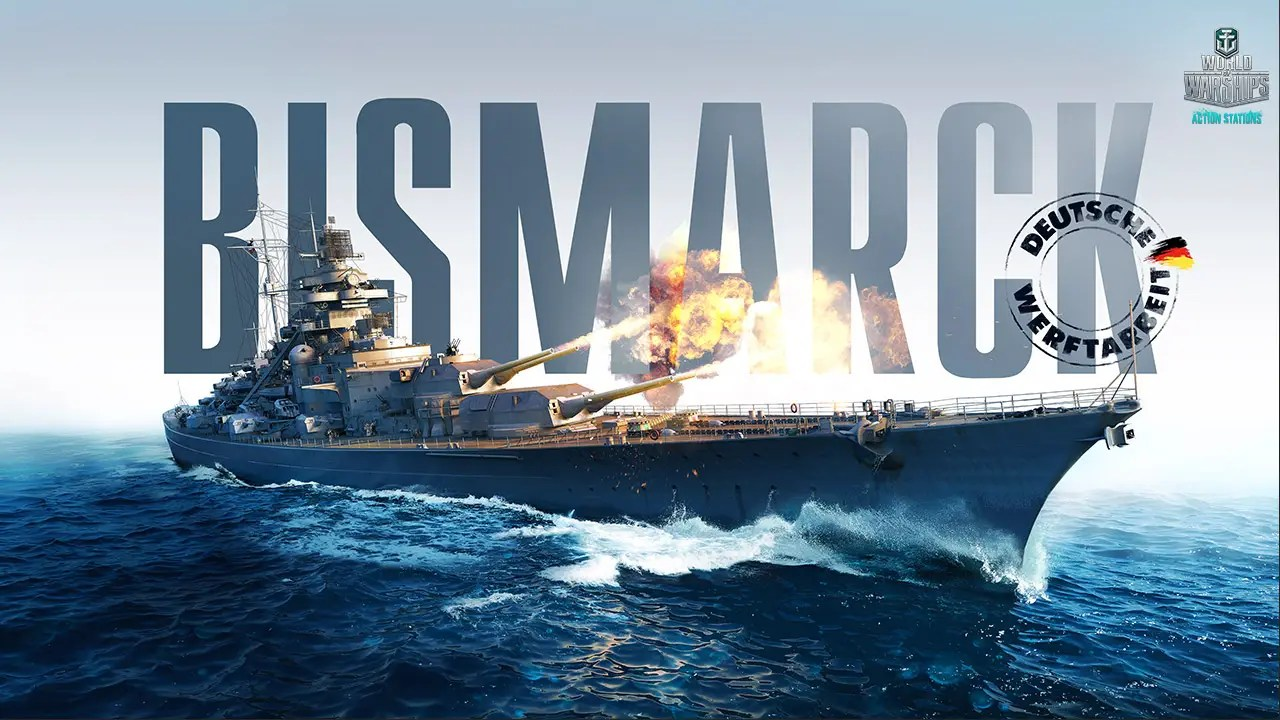 BISMARCK
WORLD
OF
WARSHIPS
ACTION STATIONS
DEUTSCHE
WERFTARBEIT